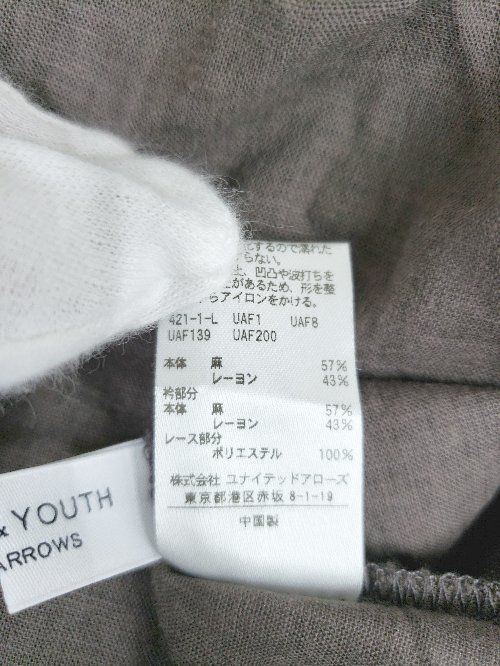 化するので濡れた
らない。
上、凹凸や波打ちを
性があるため、形を整
らアイロンをかける。
421-1-L UAF1 UAF8
UAF139 UAF200
本体 麻 57%
レーヨン 43%
衿部分
本体 麻 57%
レーヨン 43%
レース部分
ポリエステル 100%
株式会社 ユナイテッドアローズ
東京都港区赤坂 8-1-19
中国製
& YOUTH
ARROWS